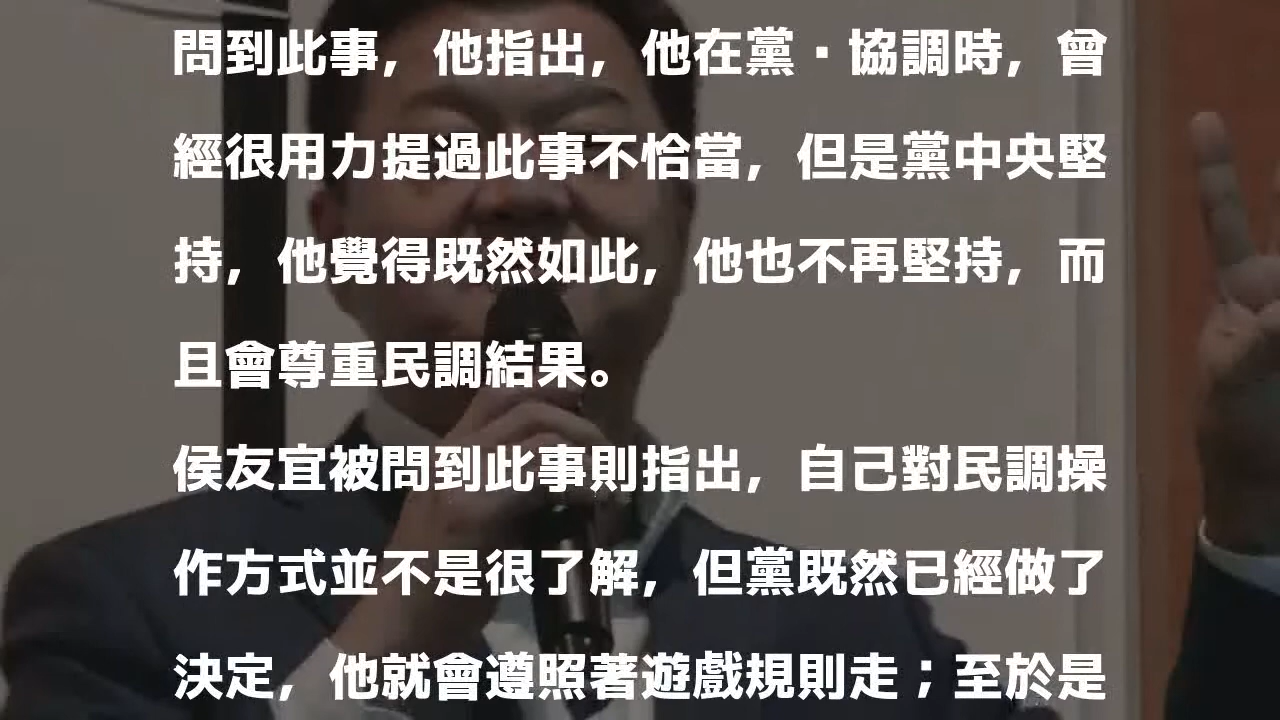 問到此事，他指出，他在黨·協調時，曾
經很用力提過此事不恰當，但是黨中央堅
持，他覺得既然如此，他也不再堅持，而
且會尊重民調結果。
侯友宜被問到此事則指出，自己對民調操
作方式並不是很了解，但黨既然已經做了
決定，他就會遵照著遊戲規則走；至於是